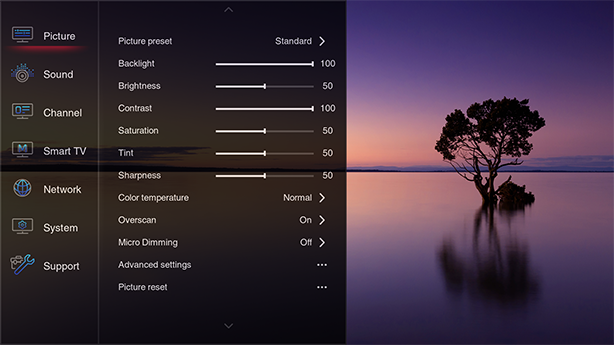 Picture
Sound
Channel
Smart TV
Network
System
Support
Picture preset Standard
Backlight 100
Brightness 50
Contrast 100
Saturation 50
Tint 50
Sharpness 50
Color temperature Normal
Overscan On
Micro Dimming Off
Advanced settings ...
Picture reset ...